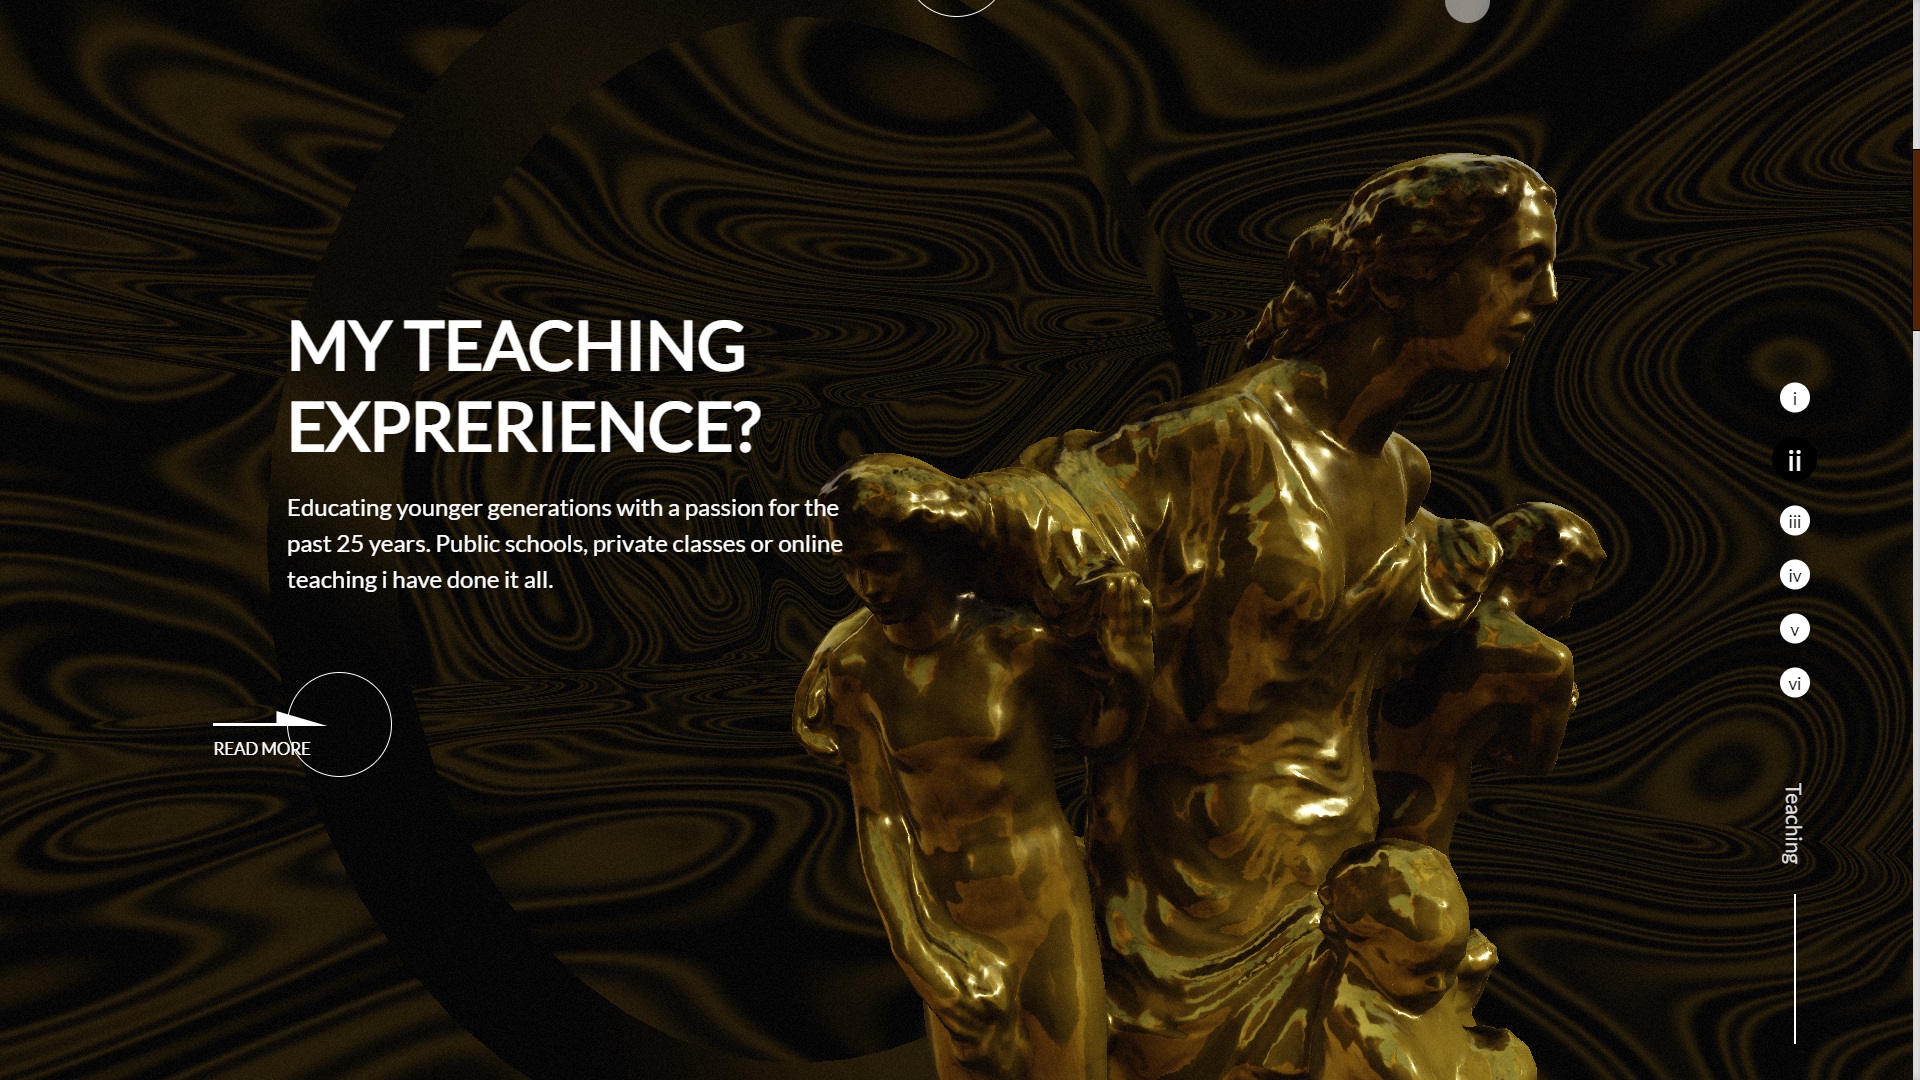 MY TEACHING
EXPRERIENCE?
Educating younger generations with a passion for the
past 25 years. Public schools, private classes or online
teaching i have done it all.
READ MORE
i
ii
iii
iv
v
vi
Teaching